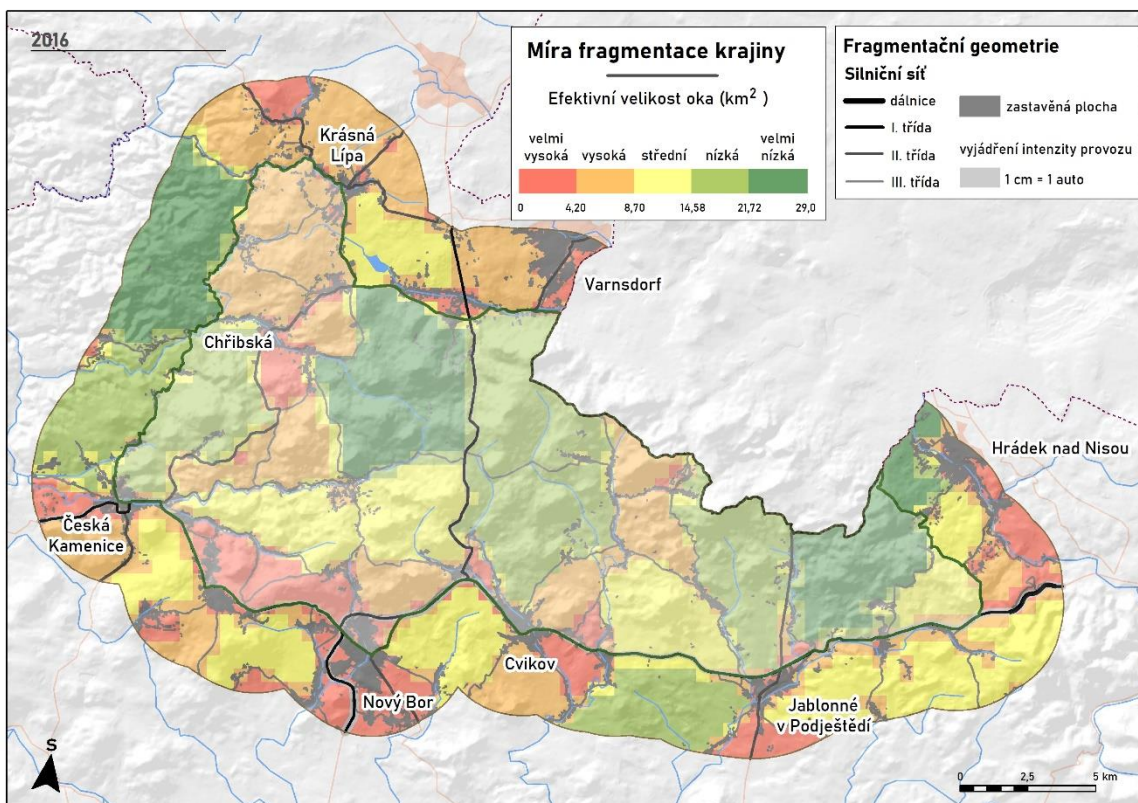 2016
Míra fragmentace krajiny
Efektivní velikost oka (km² )
velmi vysoká
vysoká
střední
nízká
velmi nízká
0 4,20 8,70 14,58 21,72 29,0
Fragmentační geometrie
Silniční síť
dálnice
I. třída
II. třída
III. třída
zastavěná plocha
vyjádření intenzity provozu
1 cm = 1 auto
Krásná
Lípa
Varnsdorf
Chřibská
Hrádek nad Nisou
Česká
Kamenice
Cvikov
Nový Bor
Jablonné
v Podještědí
S
0 2,5 5 km